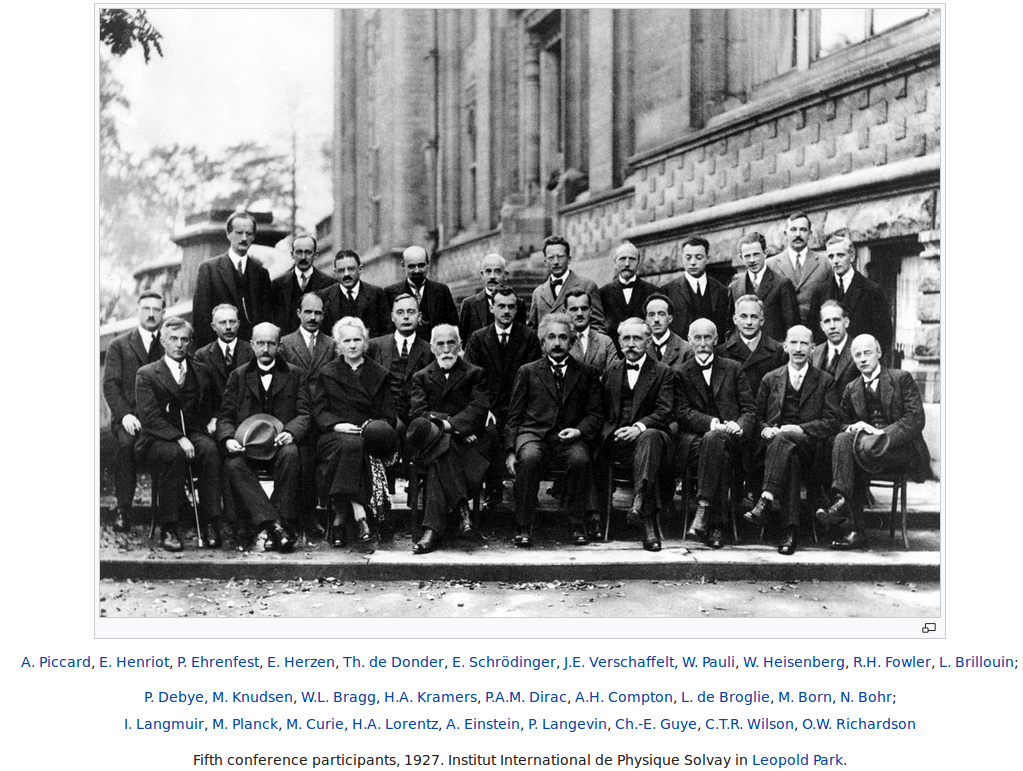 A. Piccard, E. Henriot, P. Ehrenfest, E. Herzen, Th. de Donder, E. Schrödinger, J.E. Verschaffelt, W. Pauli, W. Heisenberg, R.H. Fowler, L. Brillouin;
P. Debye, M. Knudsen, W.L. Bragg, H.A. Kramers, P.A.M. Dirac, A.H. Compton, L. de Broglie, M. Born, N. Bohr;
I. Langmuir, M. Planck, M. Curie, H.A. Lorentz, A. Einstein, P. Langevin, Ch.-E. Guye, C.T.R. Wilson, O.W. Richardson
Fifth conference participants, 1927. Institut International de Physique Solvay in Leopold Park.